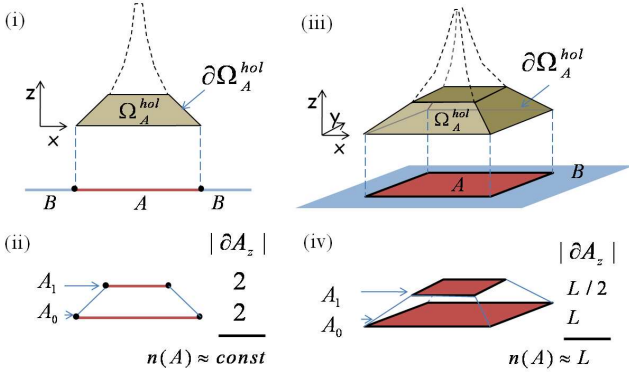 (i)
∂Ω_A^{hol}
Ω_A^{hol}
z
x
B A B
(ii)
|∂A_z|
A_1 2
A_0 2
n(A) ≈ const
(iii)
∂Ω_A^{hol}
z
y
x
Ω_A^{hol}
A
B
(iv)
|∂A_z|
A_1 L / 2
A_0 L
n(A) ≈ L